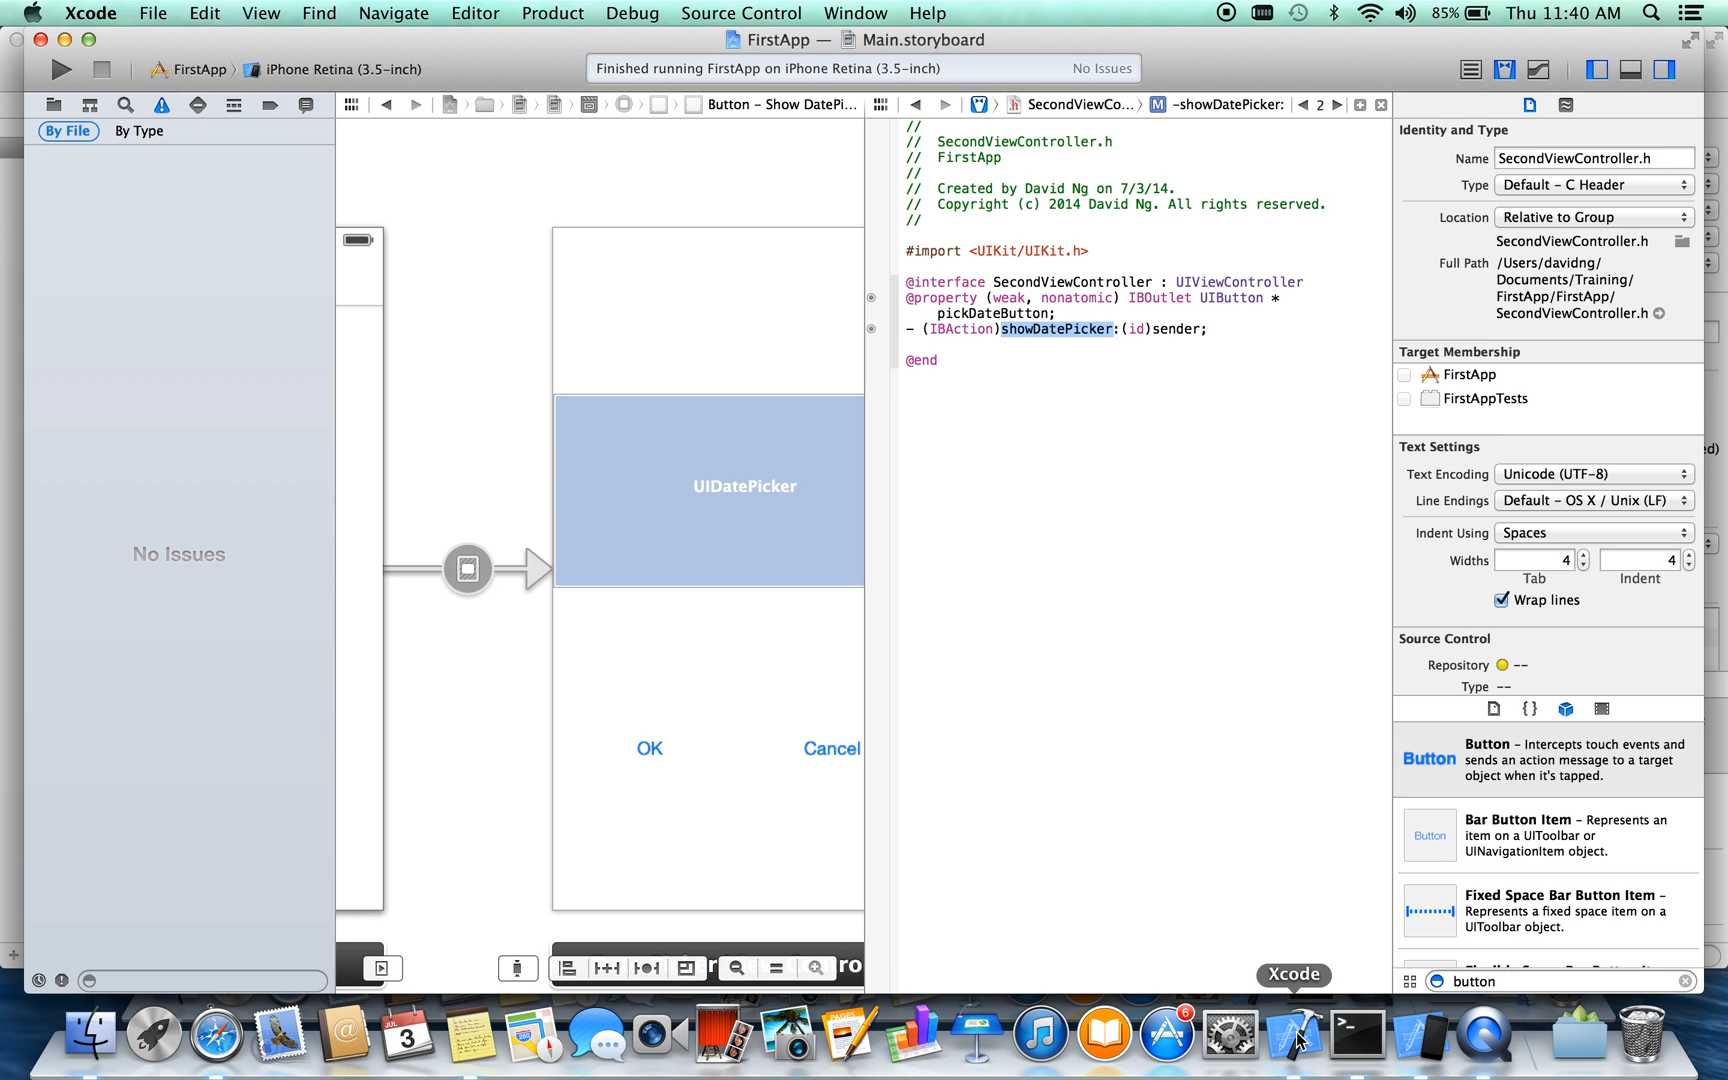 Xcode File Edit View Find Navigate Editor Product Debug Source Control Window Help 85% Thu 11:40 AM
FirstApp — Main.storyboard
FirstApp iPhone Retina (3.5-inch)
Finished running FirstApp on iPhone Retina (3.5-inch) No Issues
Button - Show DatePi...
SecondViewCo... M -showDatePicker: 2
By File By Type
No Issues
UIDatePicker
OK Cancel
//
// SecondViewController.h
// FirstApp
//
// Created by David Ng on 7/3/14.
// Copyright (c) 2014 David Ng. All rights reserved.
//
#import <UIKit/UIKit.h>
@interface SecondViewController : UIViewController
@property (weak, nonatomic) IBOutlet UIButton *
pickDateButton;
- (IBAction)showDatePicker:(id)sender;
@end
Identity and Type
Name SecondViewController.h
Type Default - C Header
Location Relative to Group
SecondViewController.h
Full Path /Users/davidng/
Documents/Training/
FirstApp/FirstApp/
SecondViewController.h
Target Membership
FirstApp
FirstAppTests
Text Settings
Text Encoding Unicode (UTF-8)
Line Endings Default - OS X / Unix (LF)
Indent Using Spaces
Widths 4 4
Tab Indent
Wrap lines
Source Control
Repository --
Type --
{ }
Button Button - Intercepts touch events and
sends an action message to a target
object when it's tapped.
Button Bar Button Item - Represents an
item on a UIToolbar or
UINavigationItem object.
Fixed Space Bar Button Item -
Represents a fixed space item on a
UIToolbar object.
button
Xcode
JUL
3
PAGES
6